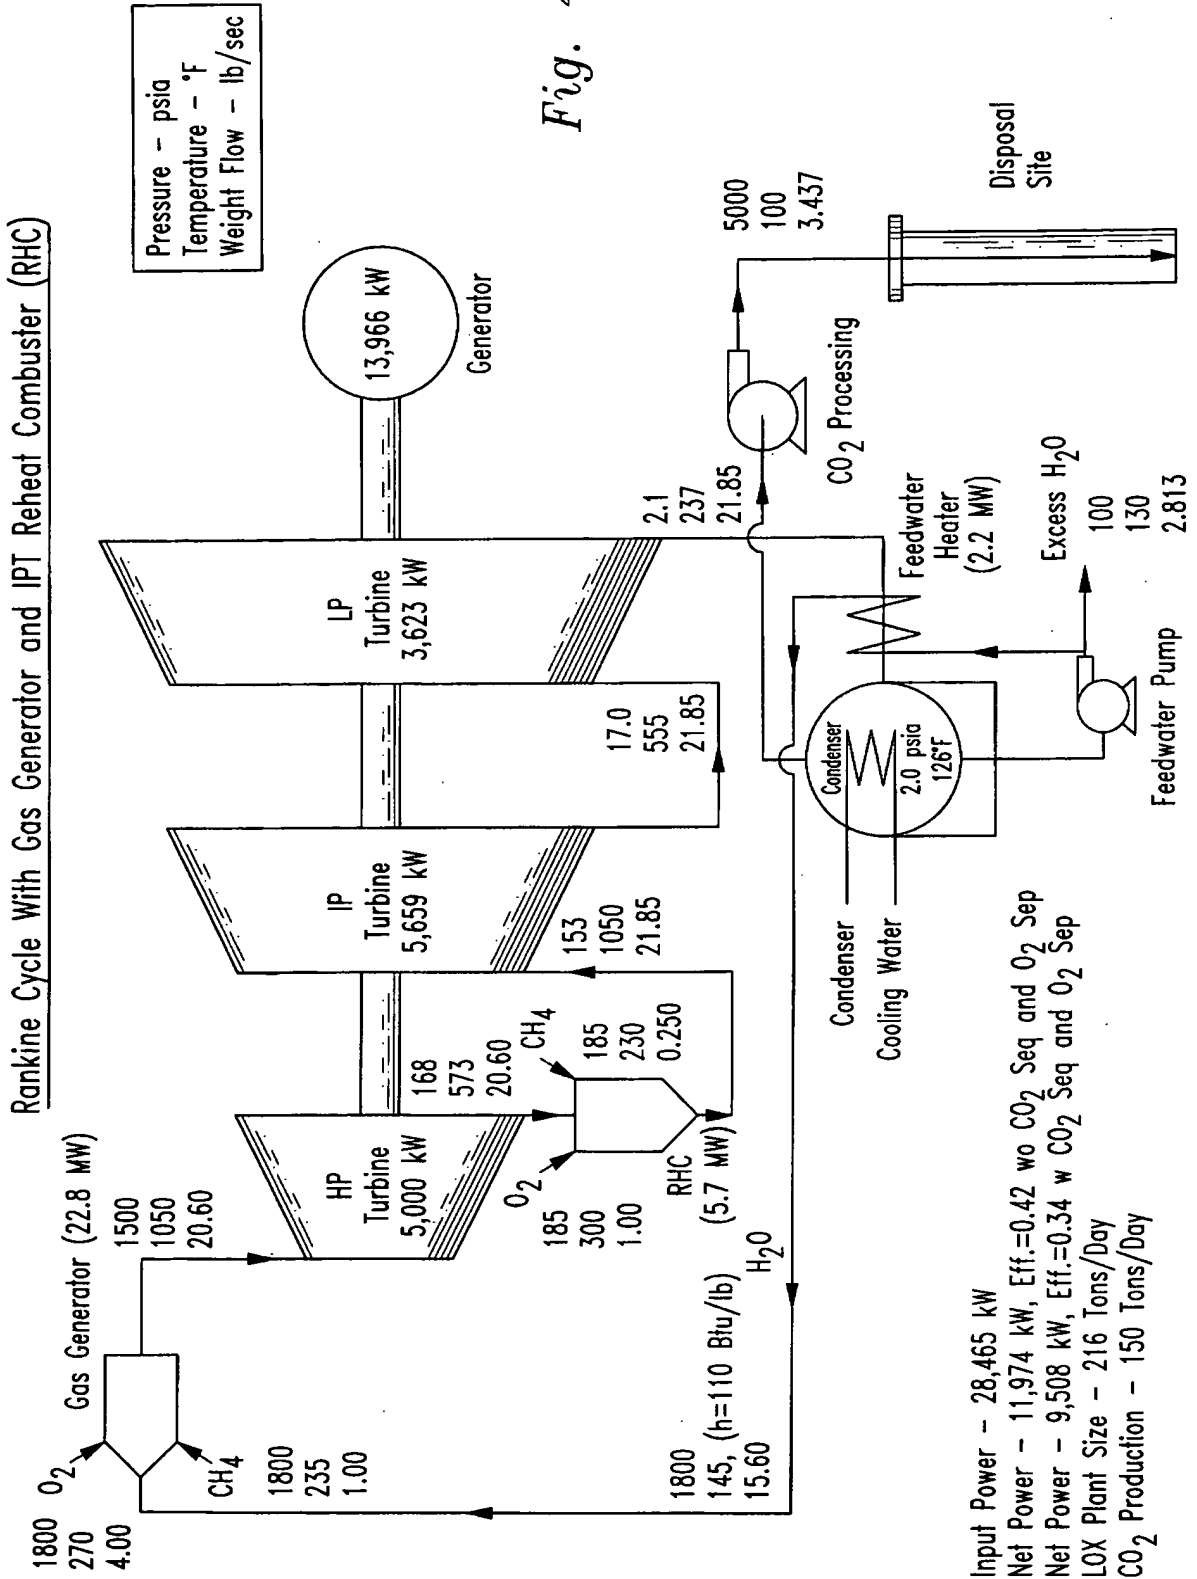 Rankine Cycle With Gas Generator and IPT Reheat Combuster (RHC)
Pressure – psia
Temperature – °F
Weight Flow – lb/sec
Fig.
1800
270
4.00
O2
Gas Generator (22.8 MW)
CH4
1800
235
1.00
1500
1050
20.60
HP
Turbine
5,000 kW
168
573
20.60
O2
185
300
1.00
CH4
185
230
0.250
RHC
(5.7 MW)
IP
Turbine
5,659 kW
153
1050
21.85
17.0
555
21.85
LP
Turbine
3,623 kW
2.1
237
21.85
13,966 kW
Generator
CO2 Processing
5000
100
3.437
Disposal
Site
Feedwater
Heater
(2.2 MW)
Excess H2O
100
130
2.813
Feedwater Pump
Condenser
2.0 psia
126°F
Condenser
Cooling Water
H2O
1800
145, (h=110 Btu/lb)
15.60
Input Power – 28,465 kW
Net Power – 11,974 kW, Eff.=0.42 wo CO2 Seq and O2 Sep
Net Power – 9,508 kW, Eff.=0.34 w CO2 Seq and O2 Sep
LOX Plant Size – 216 Tons/Day
CO2 Production – 150 Tons/Day